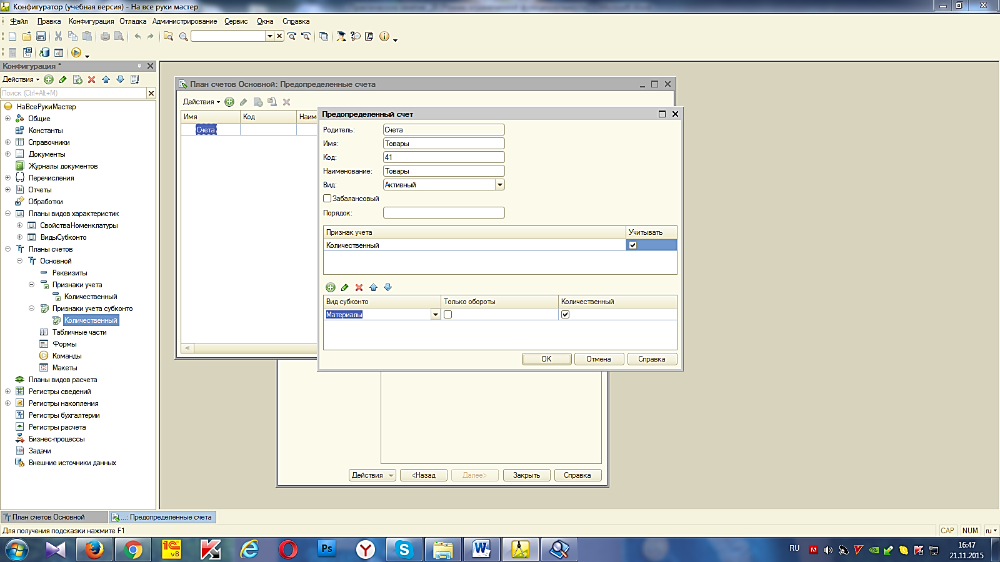 Конфигуратор (учебная версия) - На все руки мастер
Файл Правка Конфигурация Отладка Администрирование Сервис Окна Справка
Конфигурация *
Действия
Поиск (Ctrl+Alt+M)
НаВсеРукиМастер
Общие
Константы
Справочники
Документы
Журналы документов
Перечисления
Отчеты
Обработки
Планы видов характеристик
СвойстваНоменклатуры
ВидыСубконто
Планы счетов
Основной
Реквизиты
Признаки учета
Количественный
Признаки учета субконто
Количественный
Табличные части
Формы
Команды
Макеты
Планы видов расчета
Регистры сведений
Регистры накопления
Регистры бухгалтерии
Регистры расчета
Бизнес-процессы
Задачи
Внешние источники данных
План счетов Основной: Предопределенные счета
Действия
Имя Код Наим
Счета
Предопределенный счет
Родитель: Счета
Имя: Товары
Код: 41
Наименование: Товары
Вид: Активный
Забалансовый
Порядок:
Признак учета Учитывать
Количественный
Вид субконто Только обороты Количественный
Материалы
OK Отмена Справка
Действия <Назад Далее> Закрыть Справка
План счетов Основной ...: Предопределенные счета
Для получения подсказки нажмите F1
CAP NUM ru
1C v8 Ps RU
16:47
21.11.2015